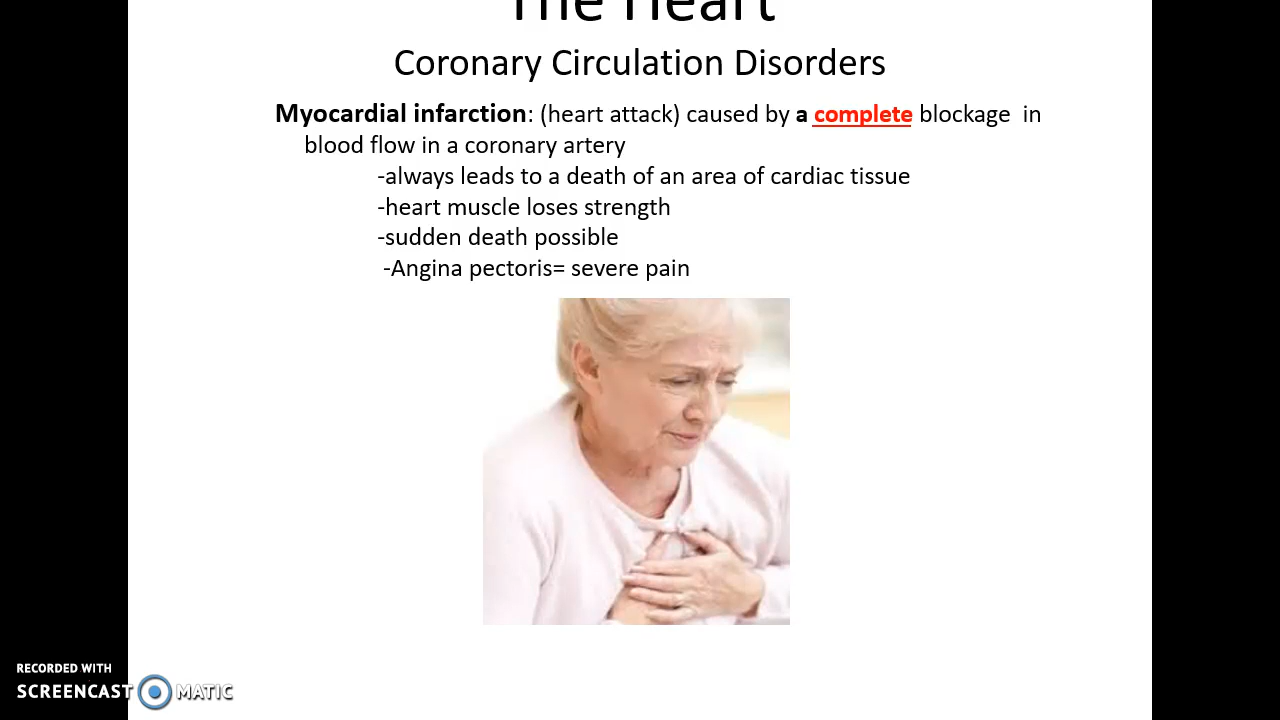 The Heart
Coronary Circulation Disorders
Myocardial infarction: (heart attack) caused by a complete blockage in
blood flow in a coronary artery
-always leads to a death of an area of cardiac tissue
-heart muscle loses strength
-sudden death possible
-Angina pectoris= severe pain
RECORDED WITH
SCREENCAST MATIC